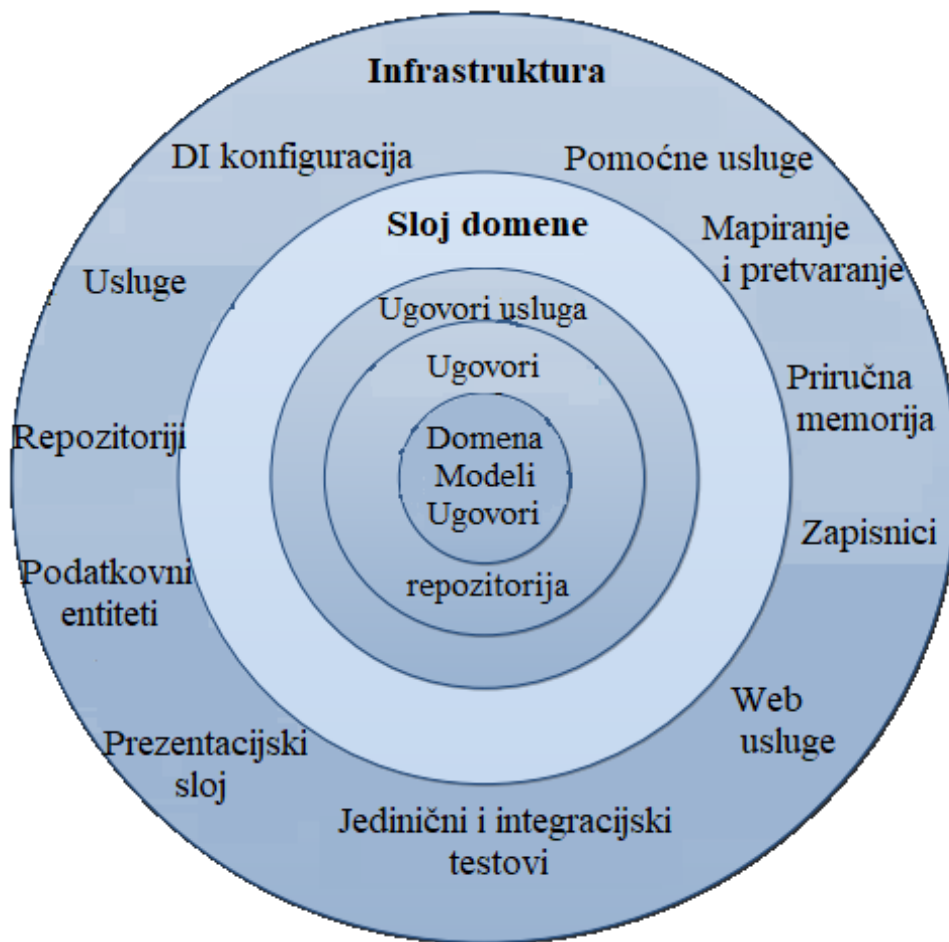 Infrastruktura
DI konfiguracija
Pomoćne usluge
Sloj domene
Mapiranje
i pretvaranje
Usluge
Ugovori usluga
Ugovori
Priručna
memorija
Repozitoriji
Domena
Modeli
Ugovori
Zapisnici
Podatkovni
entiteti
repozitorija
Web
usluge
Prezentacijski
sloj
Jedinični i integracijski
testovi